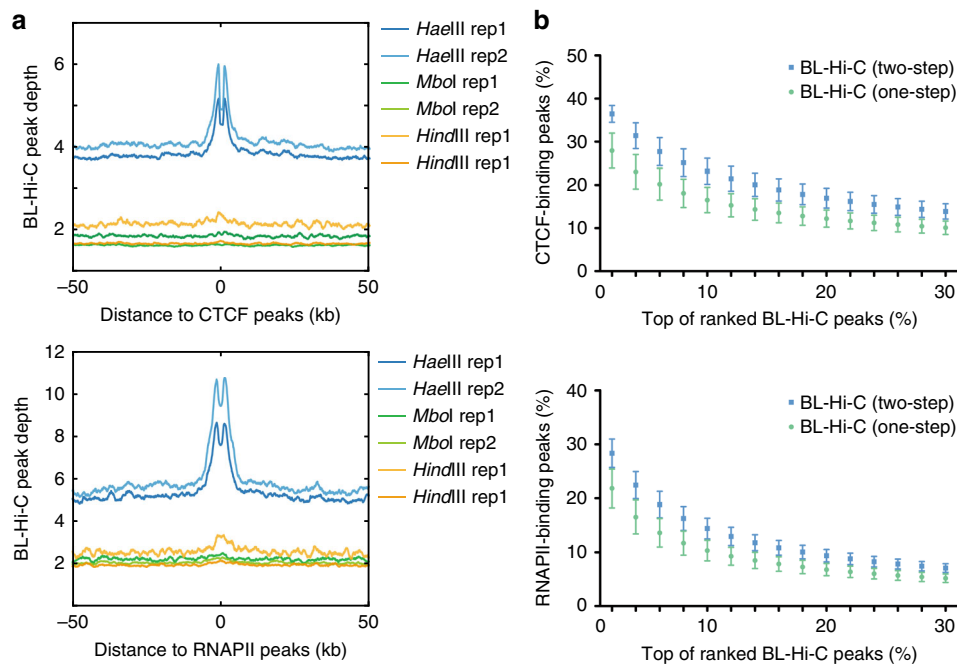 a
HaeIII rep1
HaeIII rep2
MboI rep1
MboI rep2
HindIII rep1
HindIII rep1
BL-Hi-C peak depth
6
4
2
−50 0 50
Distance to CTCF peaks (kb)
HaeIII rep1
HaeIII rep2
MboI rep1
MboI rep2
HindIII rep1
HindIII rep1
BL-Hi-C peak depth
12
10
8
6
4
2
−50 0 50
Distance to RNAPII peaks (kb)
b
BL-Hi-C (two-step)
BL-Hi-C (one-step)
CTCF-binding peaks (%)
50
40
30
20
10
0
0 10 20 30
Top of ranked BL-Hi-C peaks (%)
BL-Hi-C (two-step)
BL-Hi-C (one-step)
RNAPII-binding peaks (%)
40
30
20
10
0
0 10 20 30
Top of ranked BL-Hi-C peaks (%)